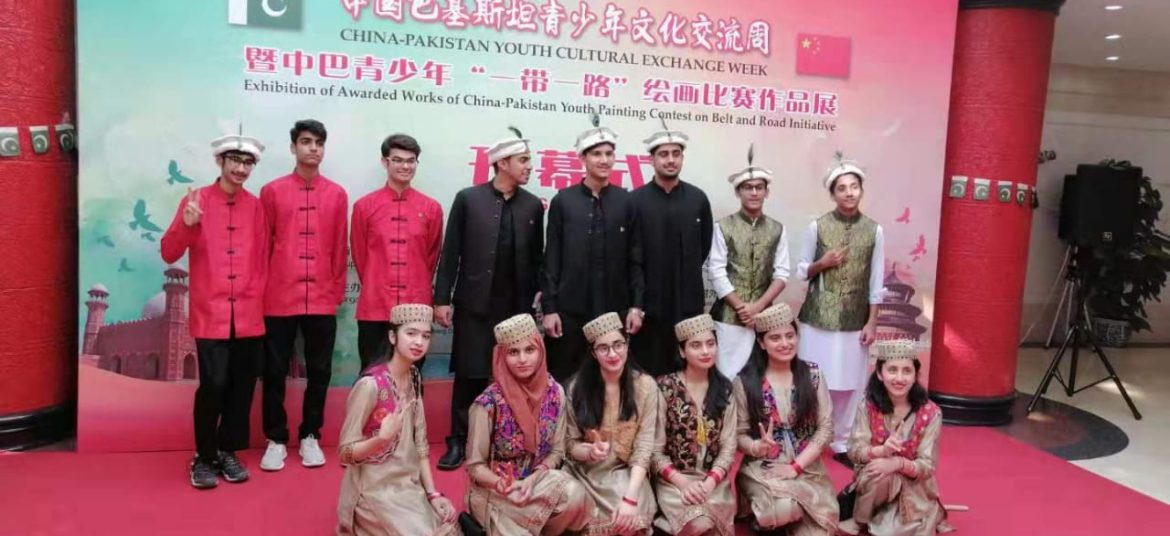 中国巴基斯坦青少年文化交流周
CHINA-PAKISTAN YOUTH CULTURAL EXCHANGE WEEK
暨中巴青少年“一带一路”绘画比赛作品展
Exhibition of Awarded Works of China-Pakistan Youth Painting Contest on Belt and Road Initiative
开幕式